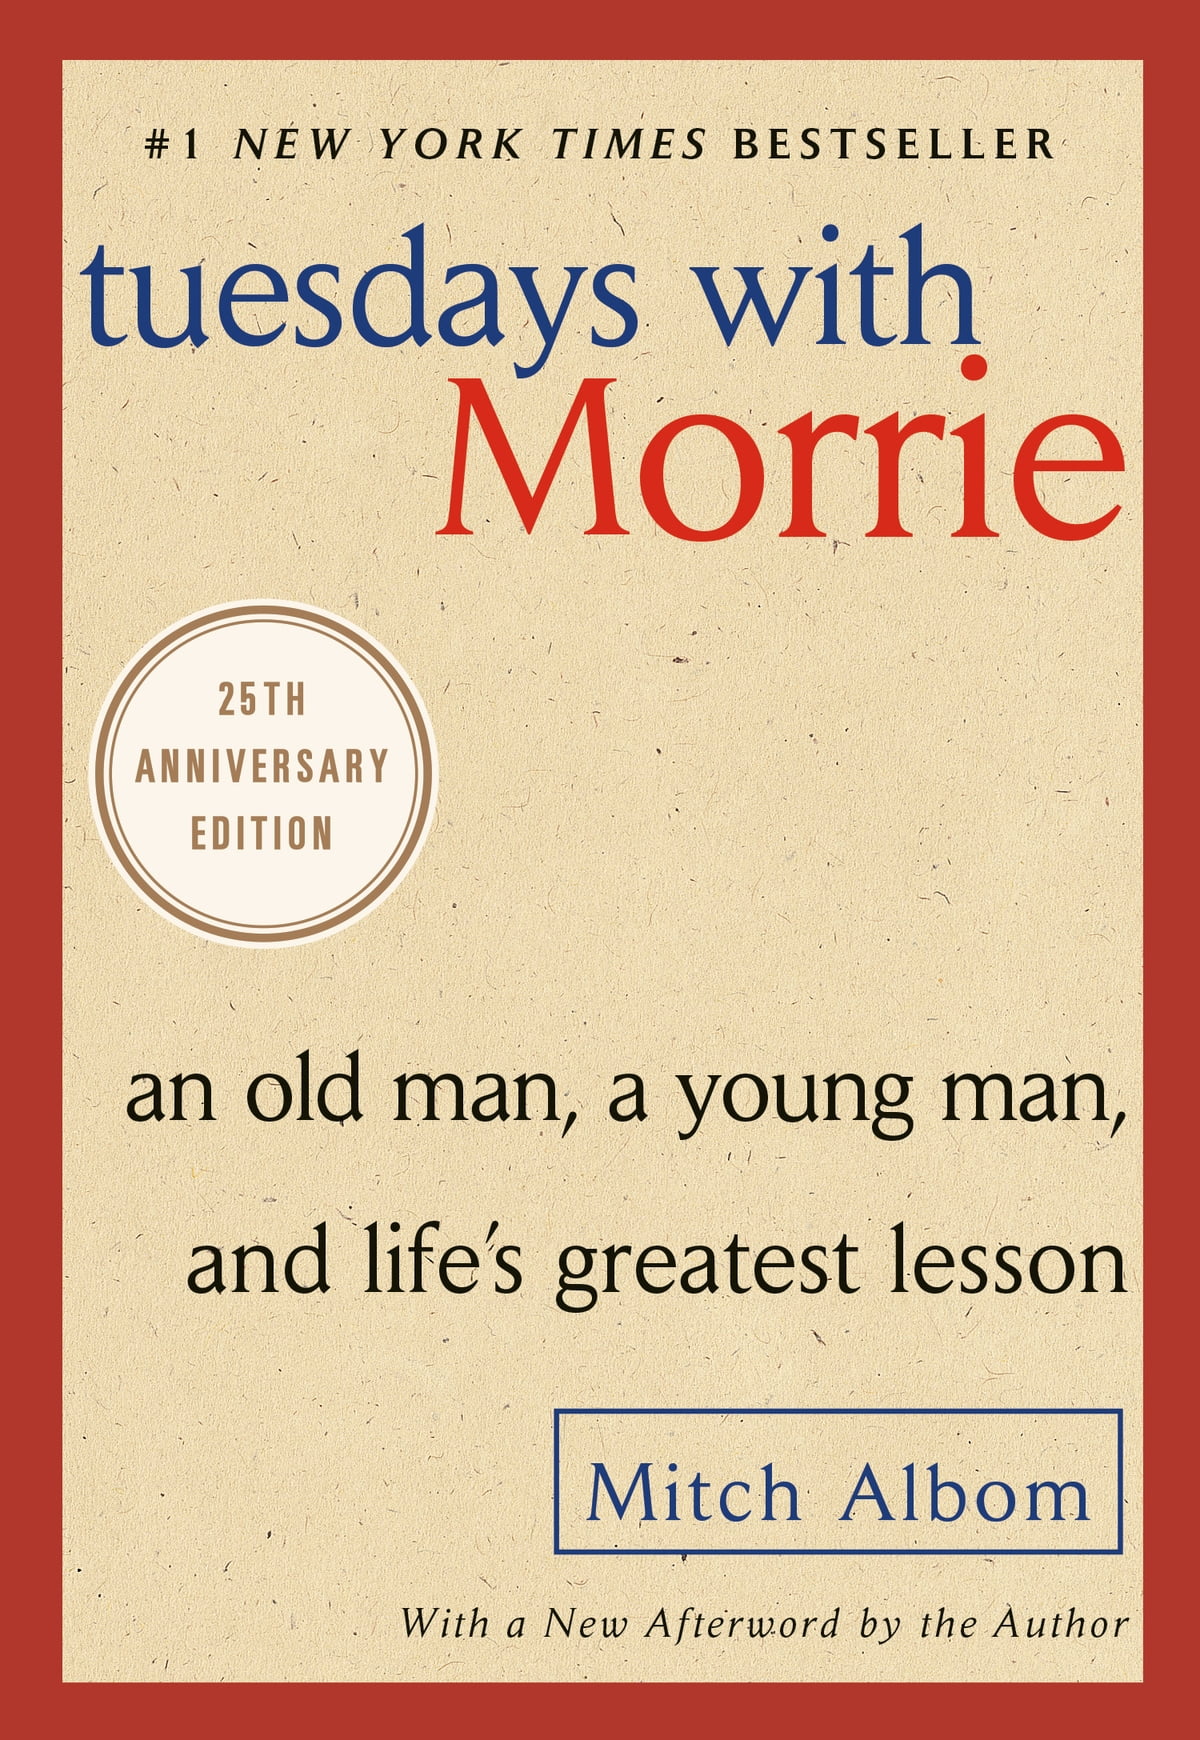 #1 NEW YORK TIMES BESTSELLER
tuesdays with
Morrie
25TH
ANNIVERSARY
EDITION
an old man, a young man,
and life's greatest lesson
Mitch Albom
With a New Afterword by the Author